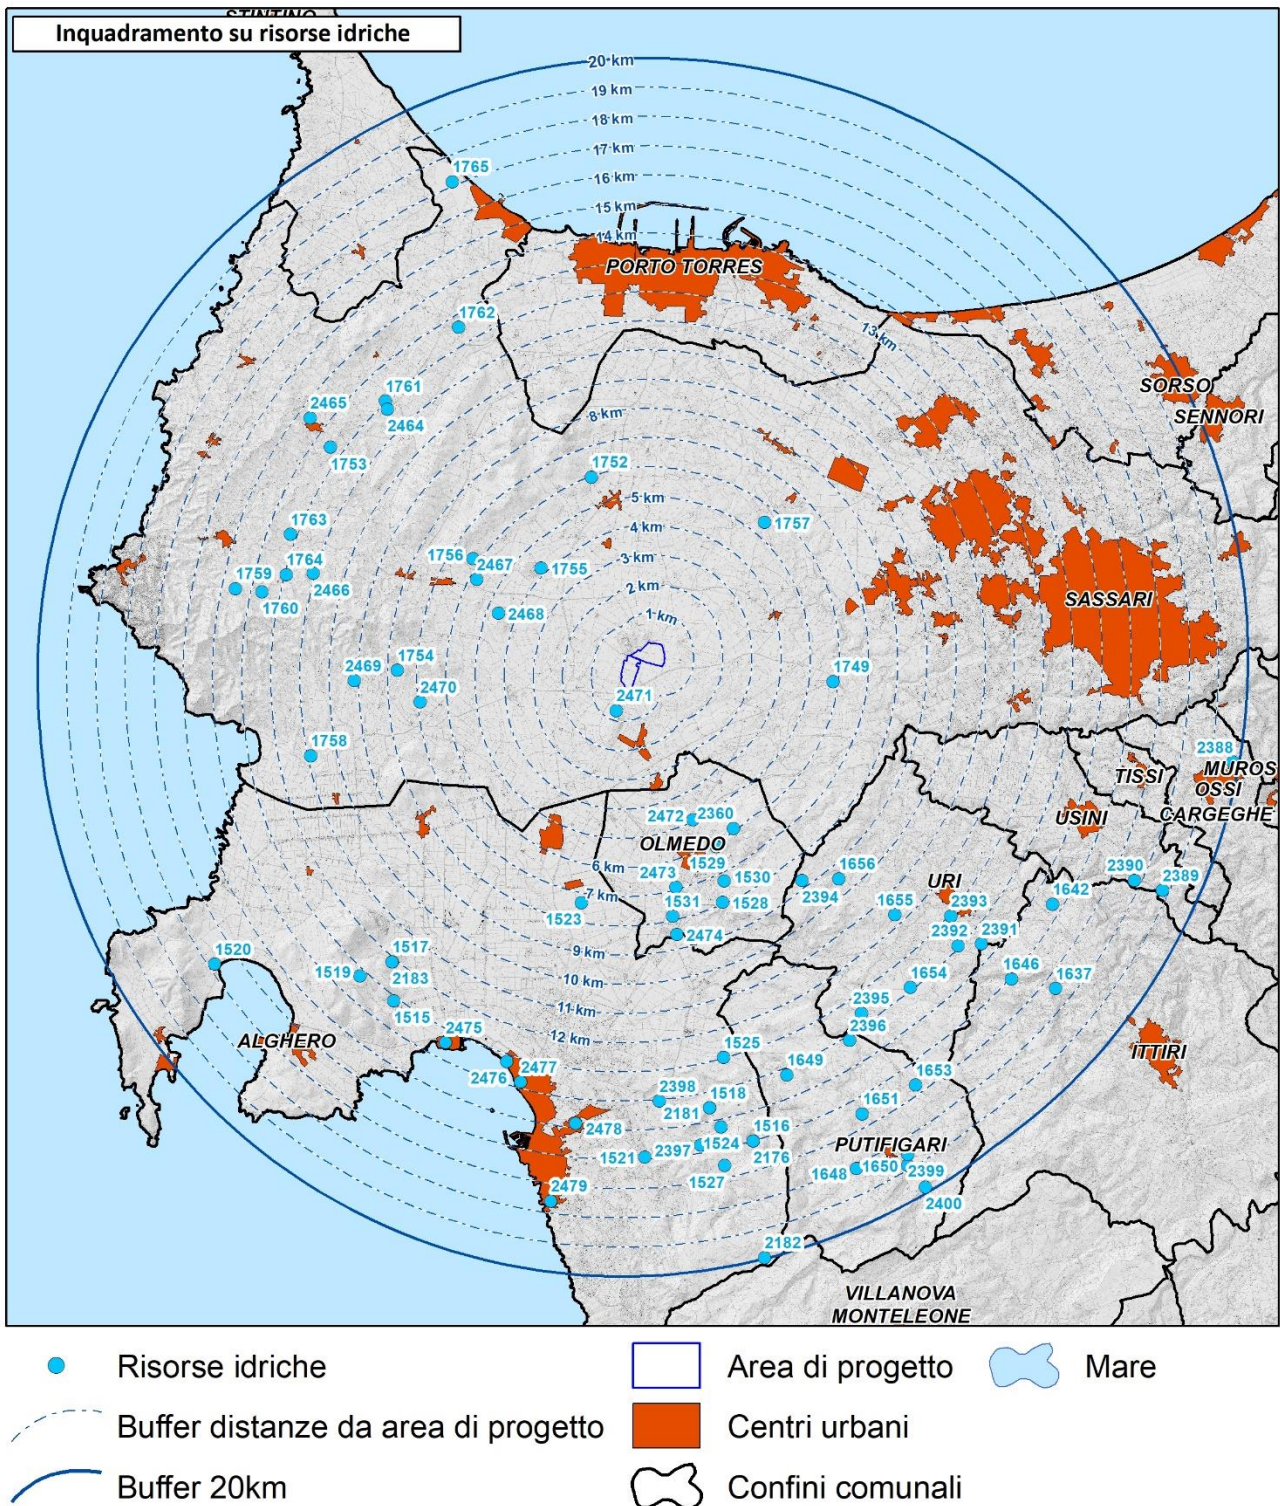 STINTINO
Inquadramento su risorse idriche
20 km
19 km
18 km
17 km
1765
16 km
15 km
14 km
PORTO TORRES
1762
13 km
SORSO
1761
2465
2464
8 km
SENNORI
1753
1752
5 km
1757
1763
4 km
1756
2467
3 km
1764
1755
1759
2 km
1760
2466
SASSARI
2468
1 km
1754
2469
2470
1749
2471
1758
2388
MUROS
TISSI
OSSI
CARGEGHE
2472
2360
USINI
OLMEDO
6 km
1529
1656
2390
2473
1530
URI
2389
7 km
2394
1642
1523
1531
1528
1655
2393
2474
2392
2391
9 km
1517
1520
1519
2183
10 km
1654
1646
1637
1515
11 km
2395
2475
12 km
2396
ALGHERO
1525
ITTIRI
2477
1649
2476
1653
2398
1518
2181
1651
2478
1516
1524
PUTIFIGARI
1521
2397
2176
1648
1650
2399
1527
2479
2400
2182
VILLANOVA
MONTELEONE
Risorse idriche
Area di progetto
Mare
Buffer distanze da area di progetto
Centri urbani
Buffer 20km
Confini comunali